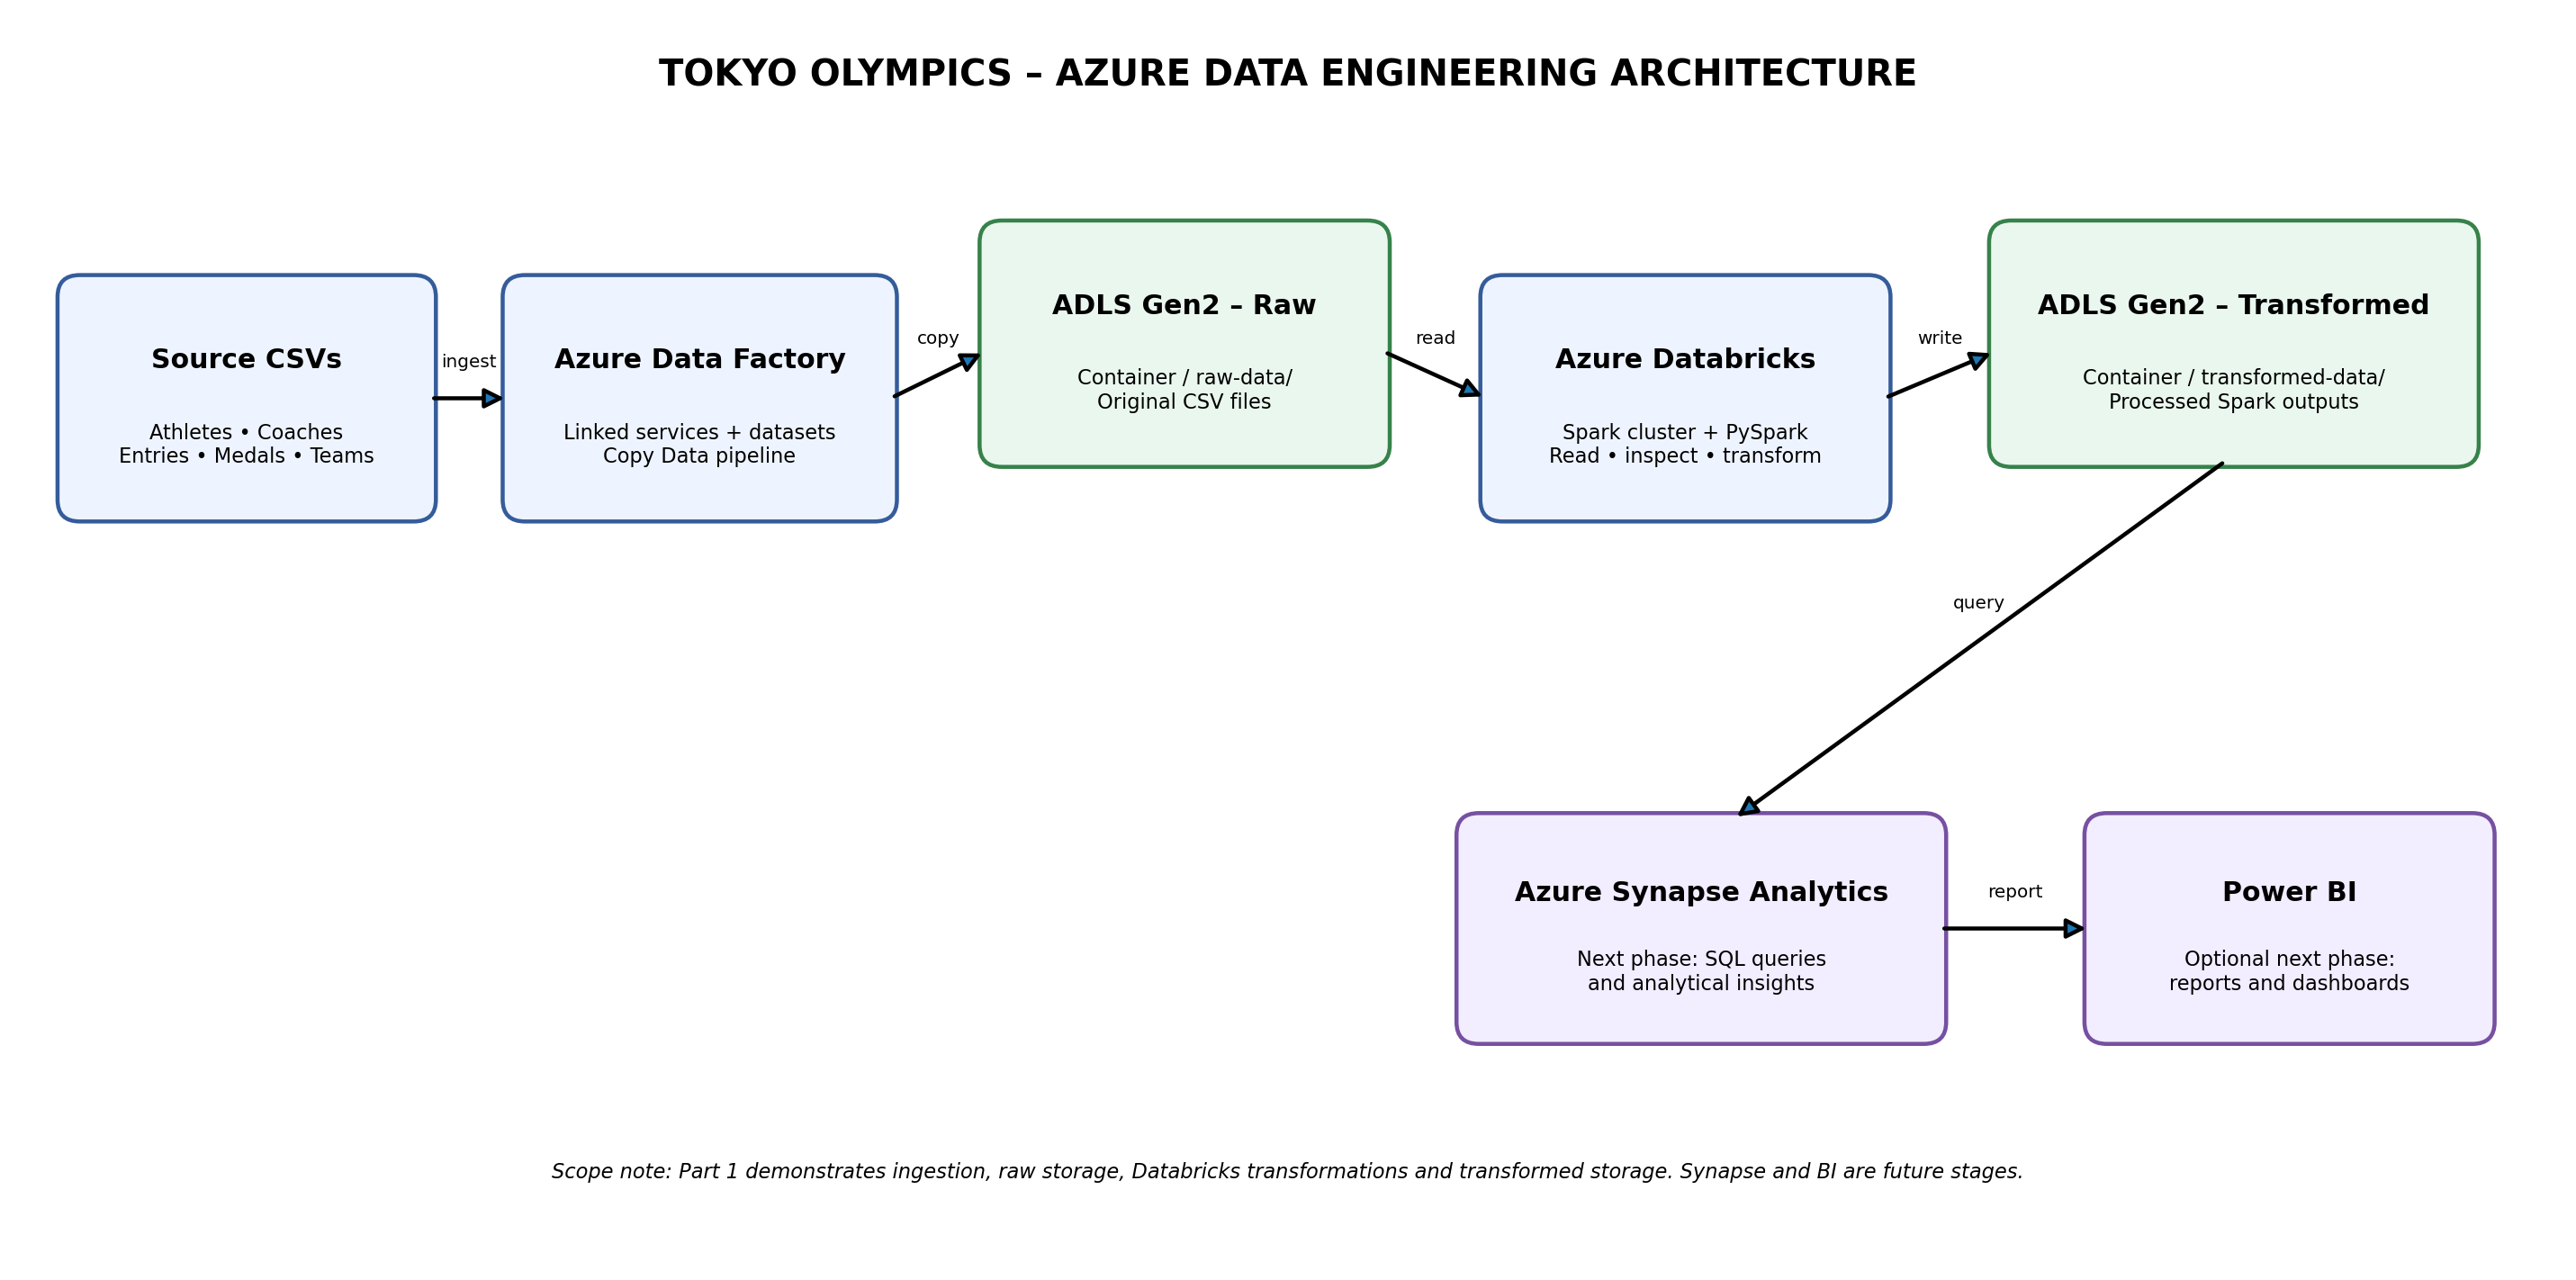 TOKYO OLYMPICS – AZURE DATA ENGINEERING ARCHITECTURE
Source CSVs
Athletes • Coaches
Entries • Medals • Teams
ingest
Azure Data Factory
Linked services + datasets
Copy Data pipeline
copy
ADLS Gen2 – Raw
Container / raw-data/
Original CSV files
read
Azure Databricks
Spark cluster + PySpark
Read • inspect • transform
write
ADLS Gen2 – Transformed
Container / transformed-data/
Processed Spark outputs
query
Azure Synapse Analytics
Next phase: SQL queries
and analytical insights
report
Power BI
Optional next phase:
reports and dashboards
Scope note: Part 1 demonstrates ingestion, raw storage, Databricks transformations and transformed storage. Synapse and BI are future stages.